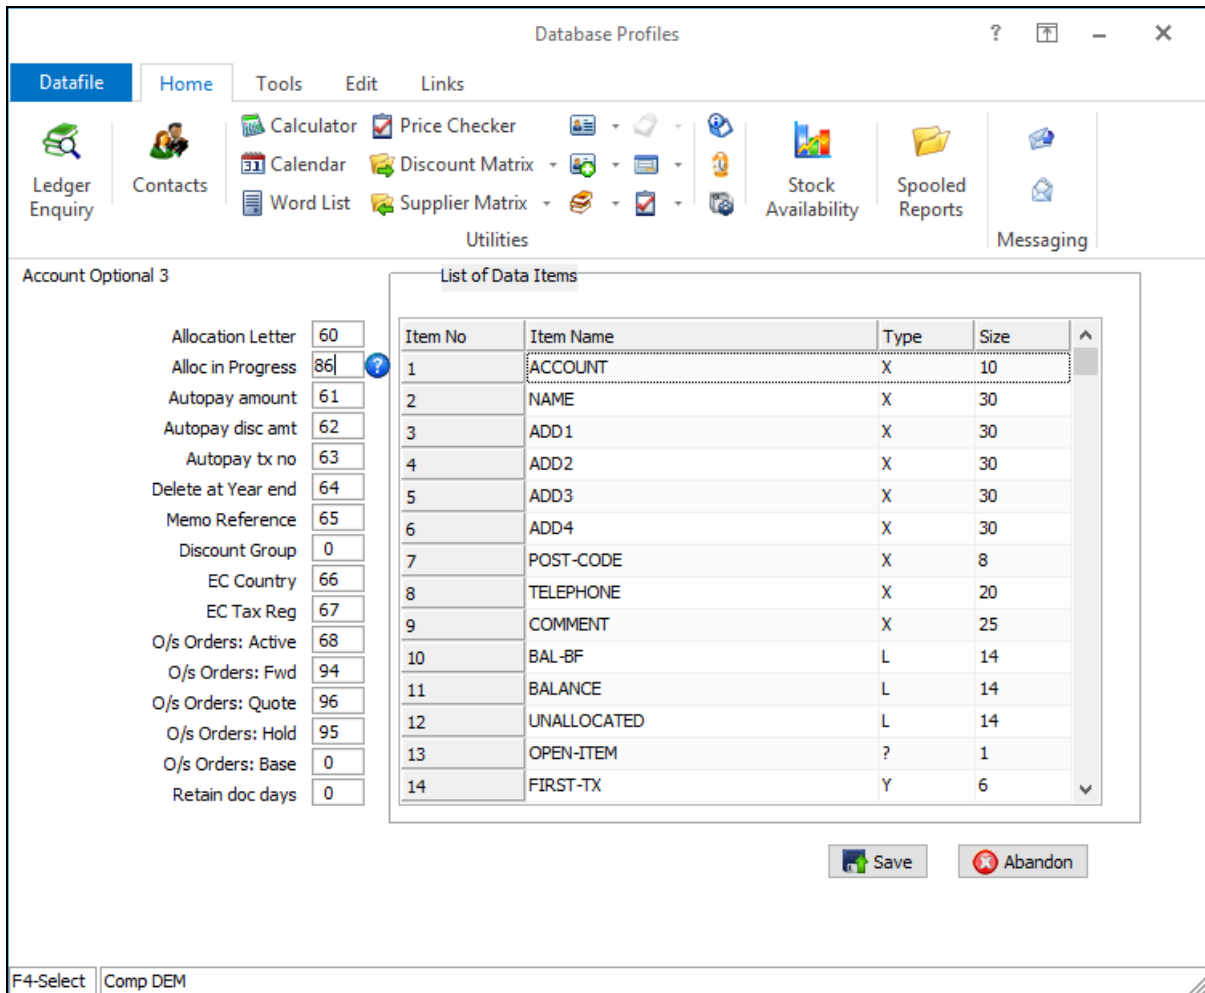 Database Profiles
?
Datafile Home Tools Edit Links
Calculator Price Checker
Calendar Discount Matrix
Word List Supplier Matrix
31
Ledger
Enquiry
Contacts
Stock
Availability
Spooled
Reports
Utilities
Messaging
Account Optional 3
List of Data Items
Allocation Letter 60
Alloc in Progress 86 ?
Autopay amount 61
Autopay disc amt 62
Autopay tx no 63
Delete at Year end 64
Memo Reference 65
Discount Group 0
EC Country 66
EC Tax Reg 67
O/s Orders: Active 68
O/s Orders: Fwd 94
O/s Orders: Quote 96
O/s Orders: Hold 95
O/s Orders: Base 0
Retain doc days 0
Item No Item Name Type Size
1 ACCOUNT X 10
2 NAME X 30
3 ADD1 X 30
4 ADD2 X 30
5 ADD3 X 30
6 ADD4 X 30
7 POST-CODE X 8
8 TELEPHONE X 20
9 COMMENT X 25
10 BAL-BF L 14
11 BALANCE L 14
12 UNALLOCATED L 14
13 OPEN-ITEM ? 1
14 FIRST-TX Y 6
Save Abandon
F4-Select Comp DEM